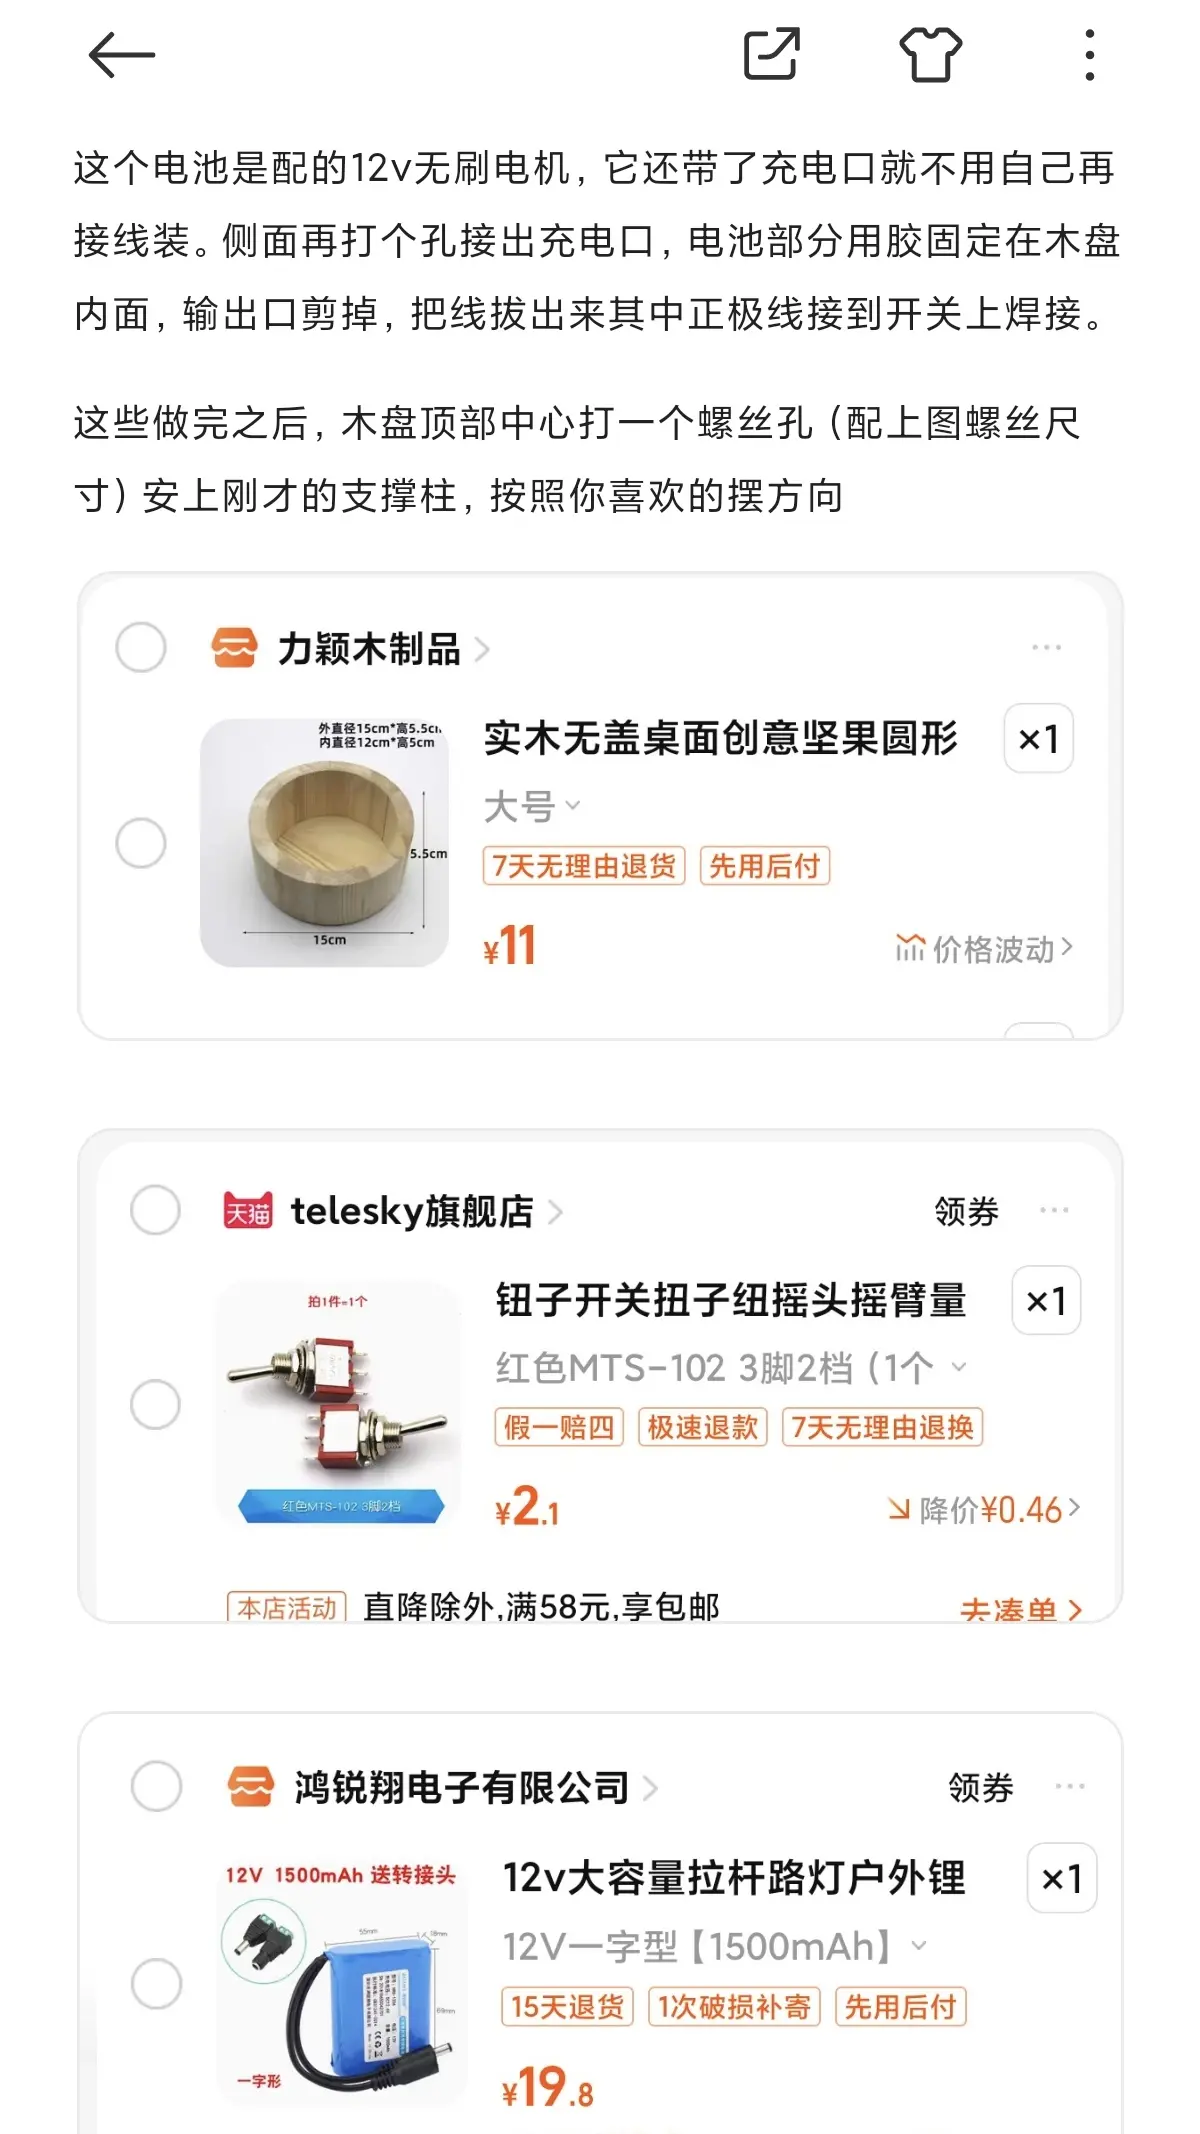 这个电池是配的12v无刷电机，它还带了充电口就不用自己再
接线装。侧面再打个孔接出充电口，电池部分用胶固定在木盘
内面，输出口剪掉，把线拔出来其中正极线接到开关上焊接。
这些做完之后，木盘顶部中心打一个螺丝孔（配上图螺丝尺
寸）安上刚才的支撑柱，按照你喜欢的摆方向
力颖木制品
外直径15cm*高5.5cm
内直径12cm*高5cm
5.5cm
15cm
实木无盖桌面创意坚果圆形
×1
大号
7天无理由退货 先用后付
¥11
价格波动
天猫 telesky旗舰店
领券
拍1件=1个
红色MTS-102 3脚2档
钮子开关扭子纽摇头摇臂量
×1
红色MTS-102 3脚2档（1个
假一赔四 极速退款 7天无理由退换
¥2.1
降价¥0.46
本店活动 直降除外,满58元,享包邮
去凑单
鸿锐翔电子有限公司
领券
12V 1500mAh 送转接头
55mm
18mm
69mm
一字形
12v大容量拉杆路灯户外锂
×1
12V一字型【1500mAh】
15天退货 1次破损补寄 先用后付
¥19.8